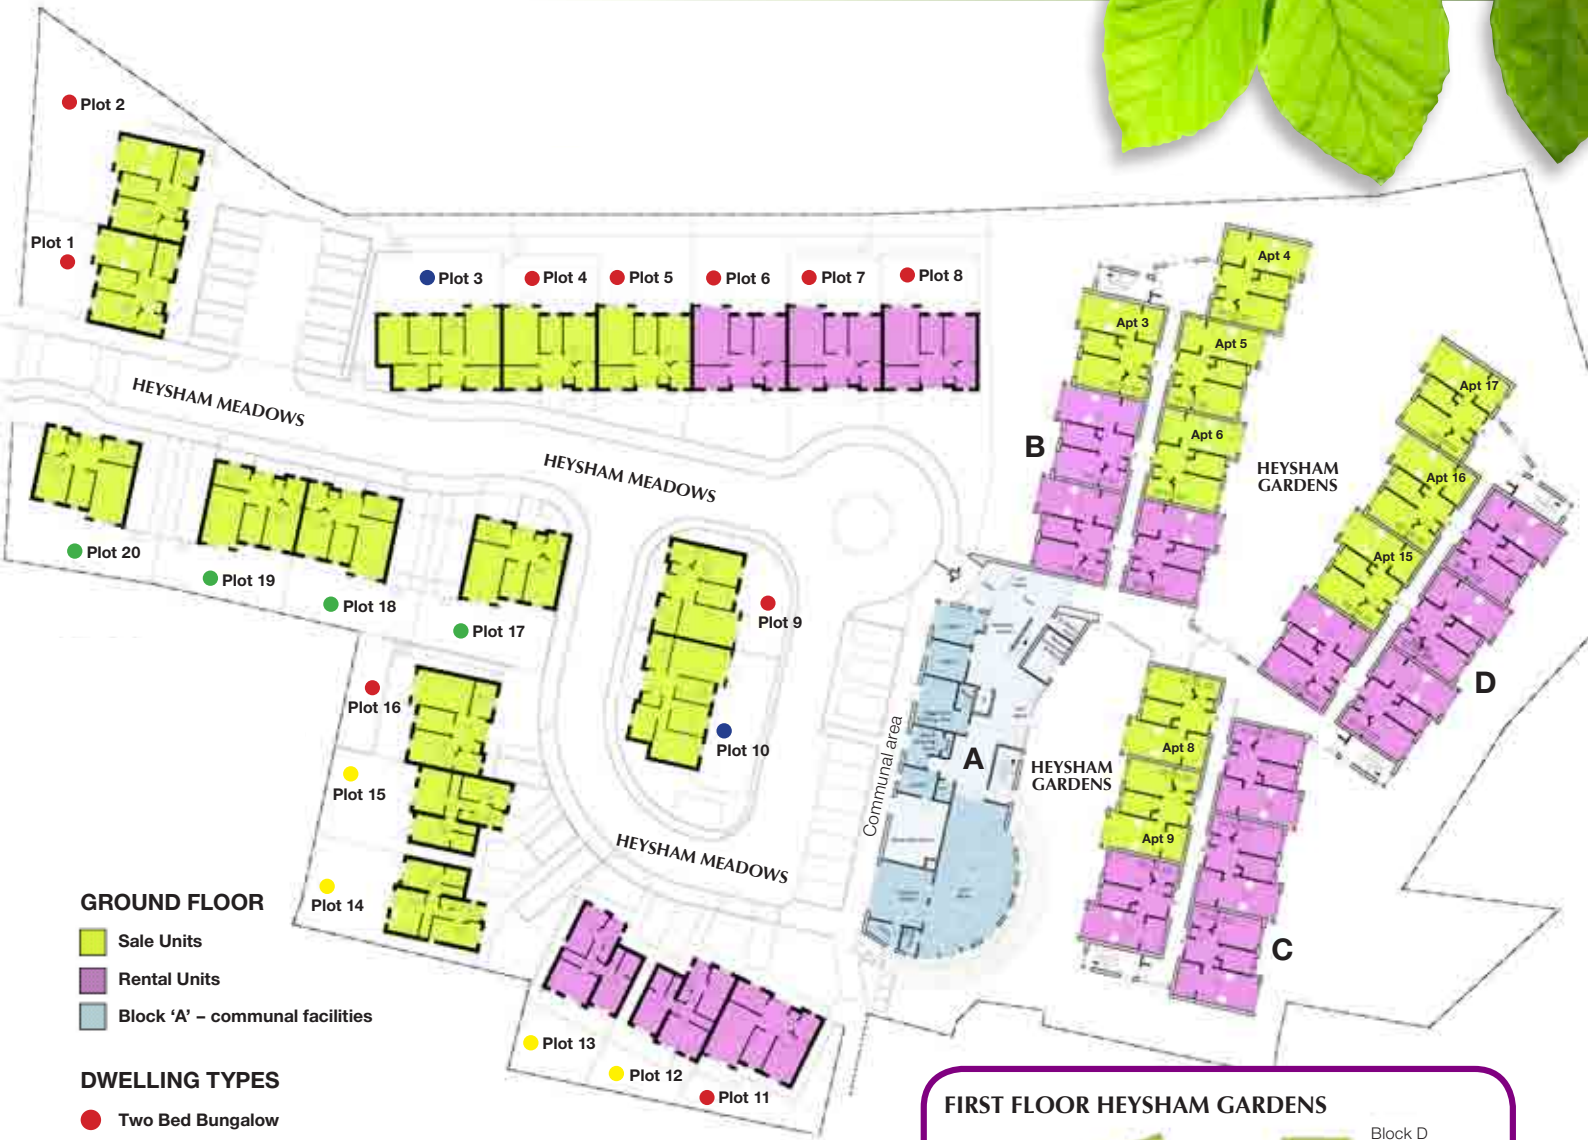 Plot 2
Plot 1
Plot 3
Plot 4
Plot 5
Plot 6
Plot 7
Plot 8
Apt 4
Apt 3
Apt 5
Apt 6
Apt 17
Apt 16
Apt 15
B
HEYSHAM
GARDENS
HEYSHAM MEADOWS
HEYSHAM MEADOWS
Plot 20
Plot 19
Plot 18
Plot 17
Plot 9
Plot 16
Plot 10
Plot 15
Plot 14
Communal area
A
HEYSHAM
GARDENS
Apt 8
Apt 9
D
C
HEYSHAM MEADOWS
GROUND FLOOR
Sale Units
Rental Units
Block ‘A’ – communal facilities
Plot 13
Plot 12
Plot 11
DWELLING TYPES
Two Bed Bungalow
FIRST FLOOR HEYSHAM GARDENS
Block D